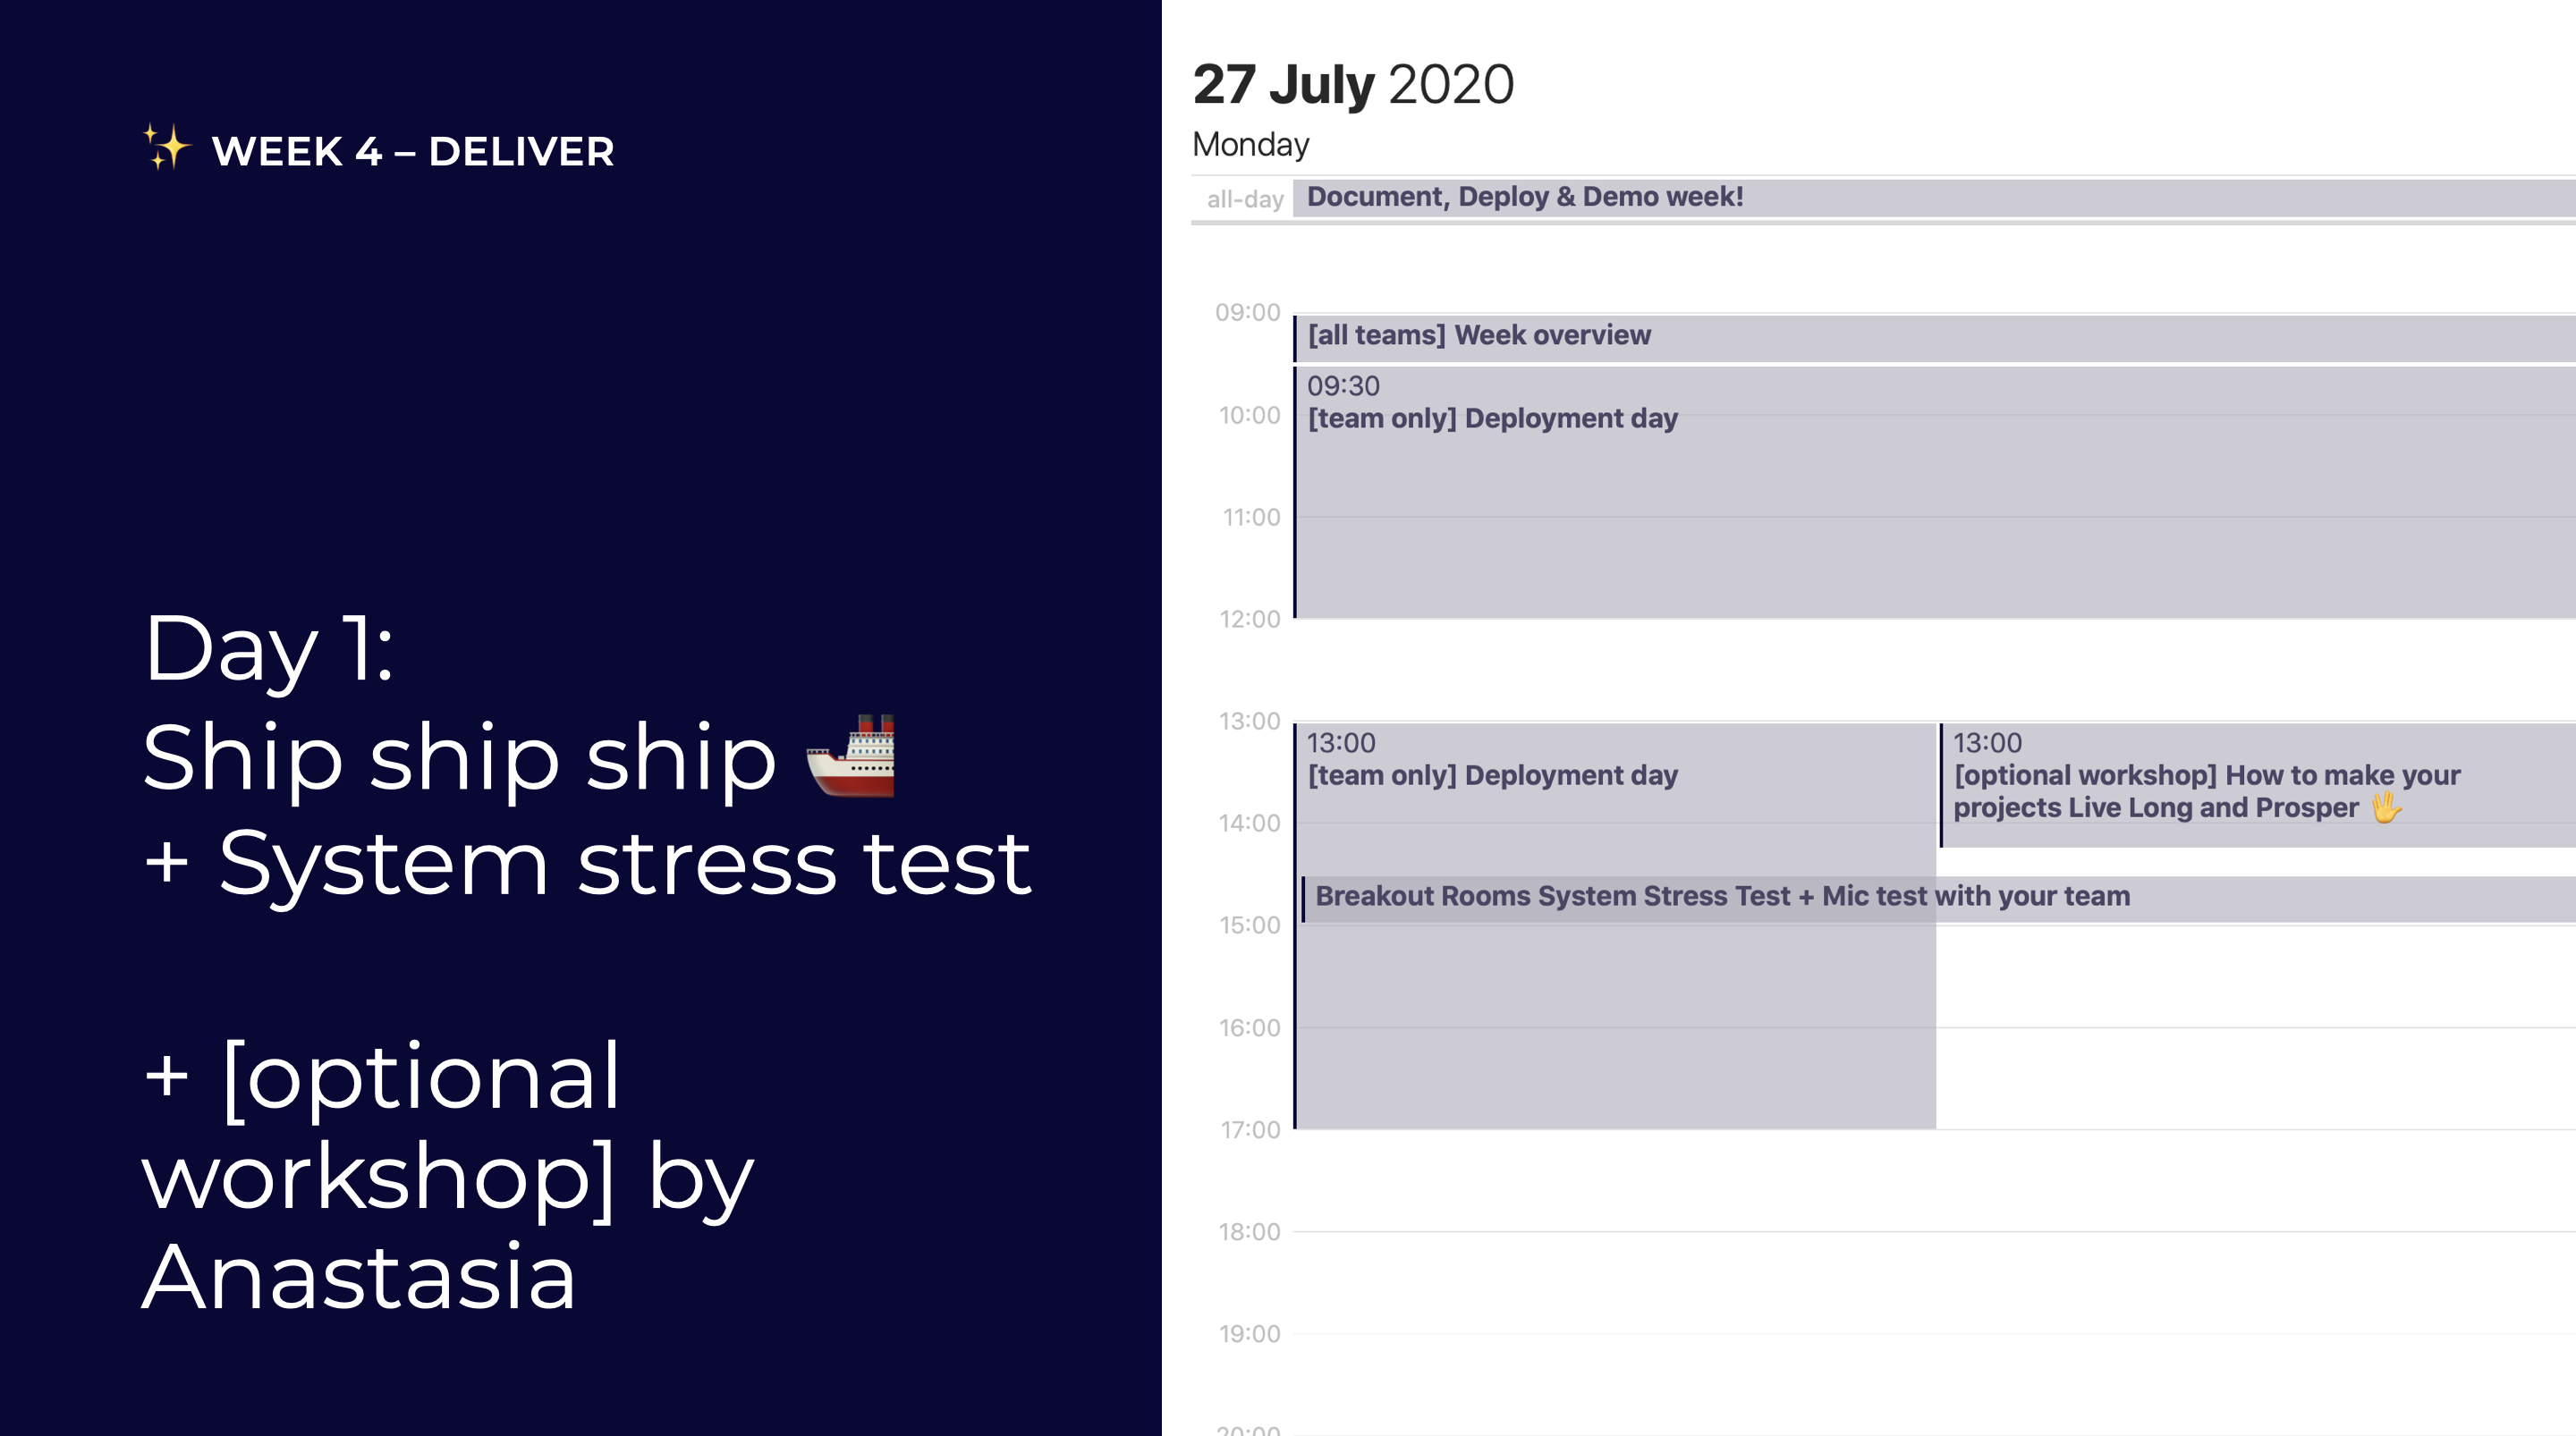 ✨ WEEK 4 – DELIVER
Day 1:
Ship ship ship 🚢
+ System stress test
+ [optional
workshop] by
Anastasia
27 July 2020
Monday
all-day Document, Deploy & Demo week!
09:00
[all teams] Week overview
09:30
10:00 [team only] Deployment day
11:00
12:00
13:00
13:00
[team only] Deployment day
13:00
[optional workshop] How to make your
projects Live Long and Prosper 🖖
14:00
Breakout Rooms System Stress Test + Mic test with your team
15:00
16:00
17:00
18:00
19:00
20:00